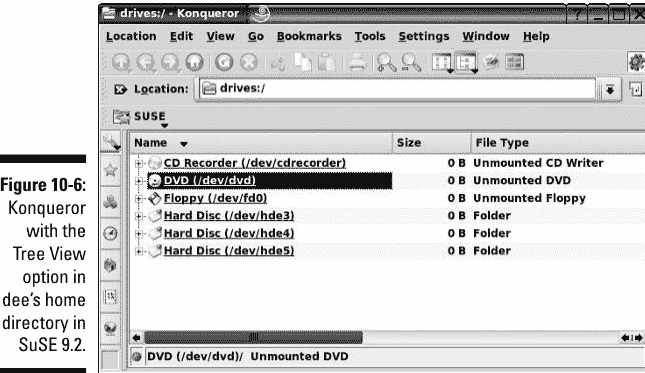 drives:/ - Konqueror
Location Edit View Go Bookmarks Tools Settings Window Help
Location: drives:/
SUSE
Name Size File Type
CD Recorder (/dev/cdrecorder) 0 B Unmounted CD Writer
DVD (/dev/dvd) 0 B Unmounted DVD
Floppy (/dev/fd0) 0 B Unmounted Floppy
Hard Disc (/dev/hde3) 0 B Folder
Hard Disc (/dev/hde4) 0 B Folder
Hard Disc (/dev/hde5) 0 B Folder
DVD (/dev/dvd)/ Unmounted DVD
Figure 10-6:
Konqueror
with the
Tree View
option in
dee's home
directory in
SuSE 9.2.